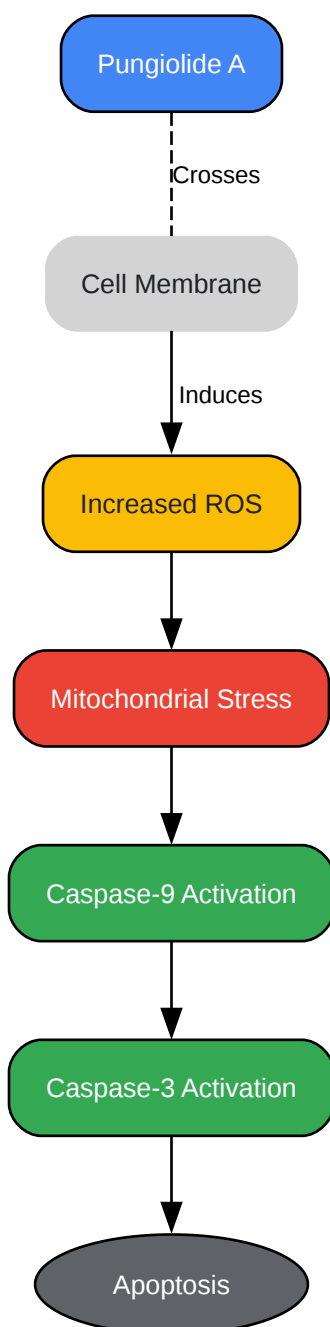 Pungiolide A
Crosses
Cell Membrane
Induces
Increased ROS
Mitochondrial Stress
Caspase-9 Activation
Caspase-3 Activation
Apoptosis